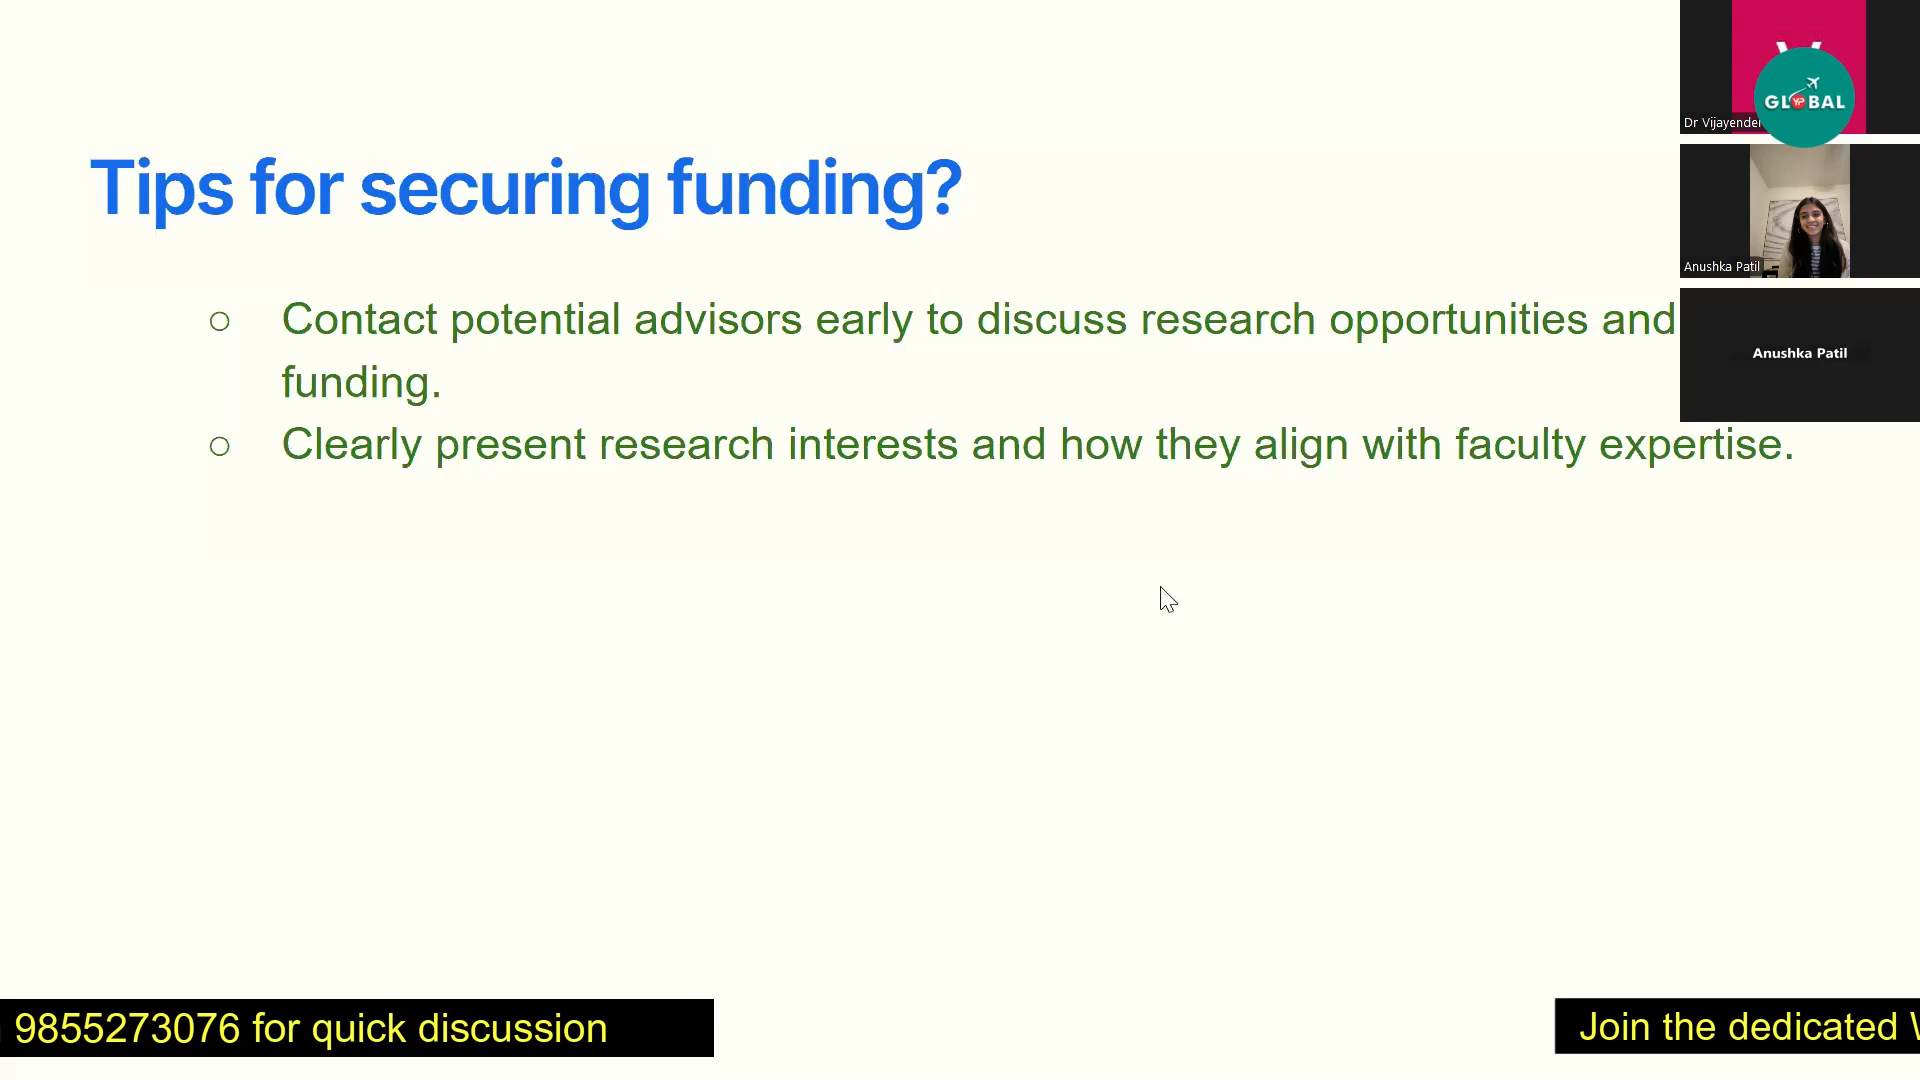 Tips for securing funding?
○ Contact potential advisors early to discuss research opportunities and
funding.
○ Clearly present research interests and how they align with faculty expertise.
GLYPBAL
Dr Vijayender
Anushka Patil
Anushka Patil
9855273076 for quick discussion
Join the dedicated